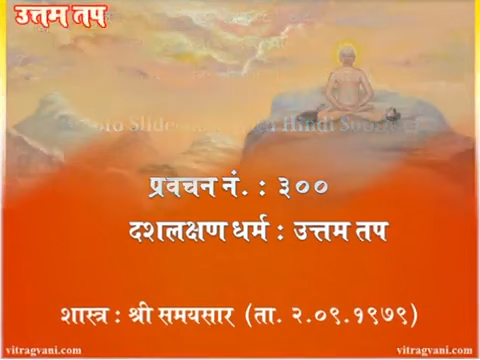 उत्तम तप
प्रवचन नं. : ३००
दशलक्षण धर्म : उत्तम तप
शास्त्र : श्री समयसार (ता. २.०९.१९७९)
vitragvani.com vitragvani.com